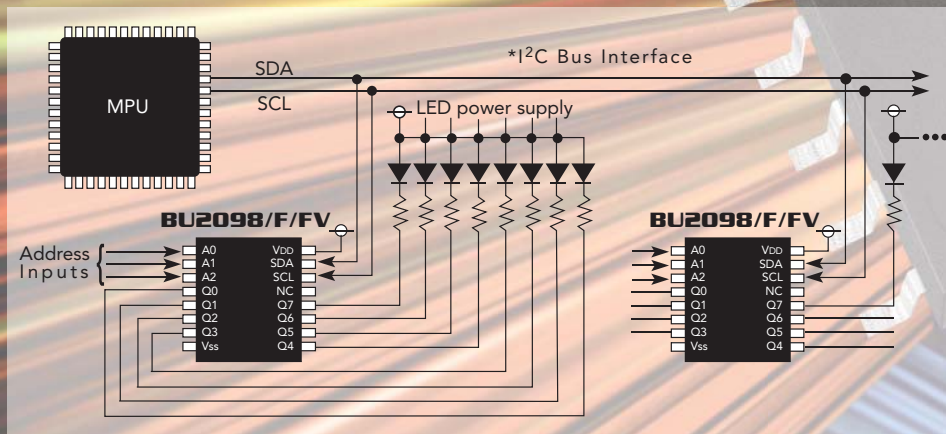 *I²C Bus Interface
SDA
MPU
SCL
LED power supply
BU2098/F/FV
Address
Inputs
A0
A1
A2
Q0
Q1
Q2
Q3
Vss
VDD
SDA
SCL
NC
Q7
Q6
Q5
Q4
BU2098/F/FV
A0
A1
A2
Q0
Q1
Q2
Q3
Vss
VDD
SDA
SCL
NC
Q7
Q6
Q5
Q4